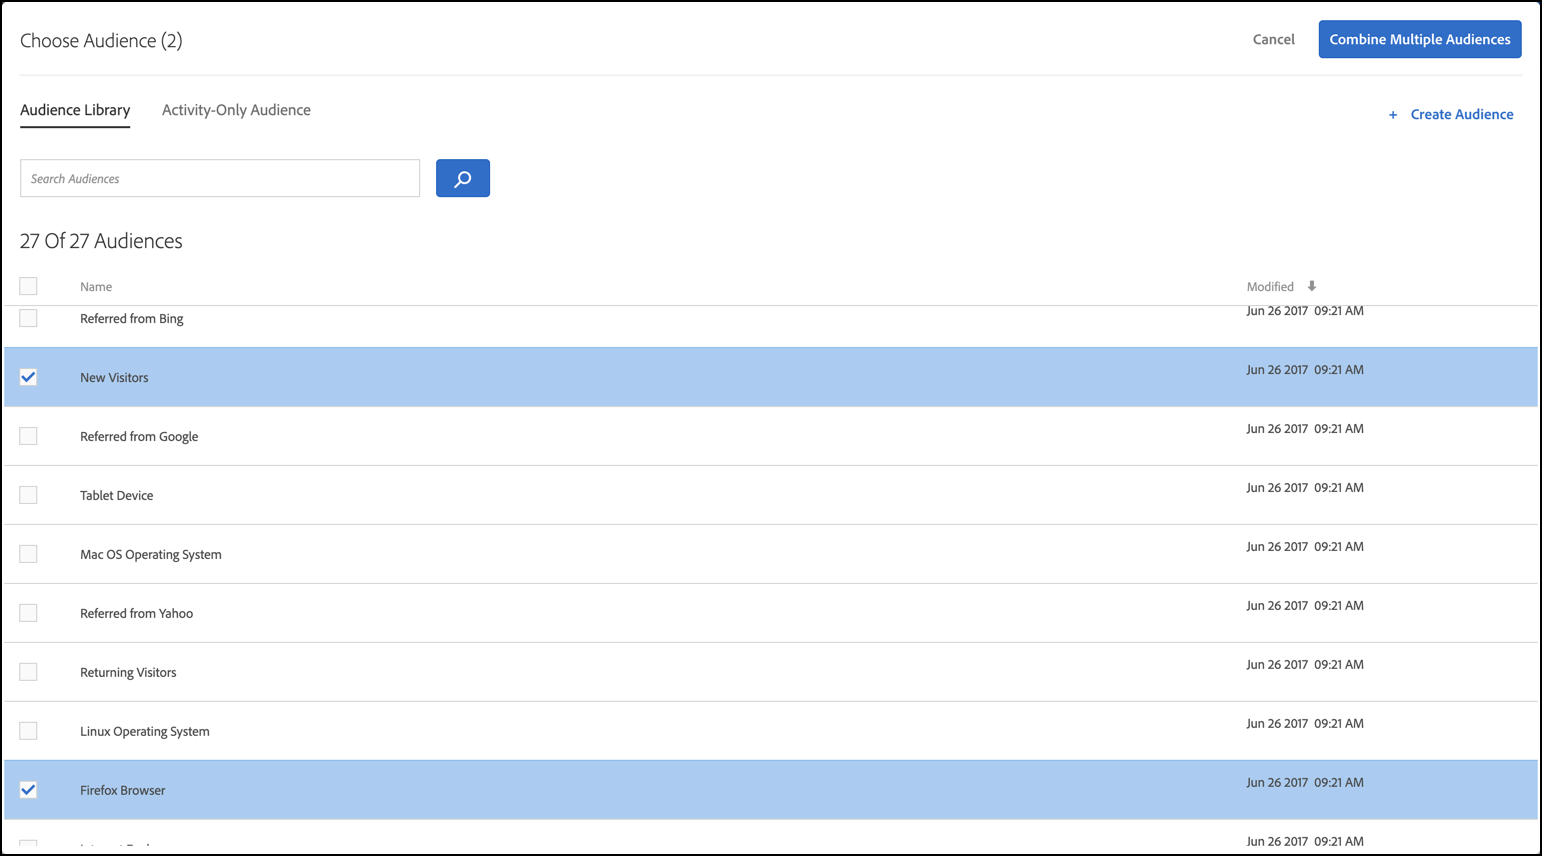 Choose Audience (2)
Cancel
Combine Multiple Audiences
Audience Library
Activity-Only Audience
+ Create Audience
Search Audiences
27 Of 27 Audiences
Name
Modified
Referred from Bing
Jun 26 2017 09:21 AM
New Visitors
Jun 26 2017 09:21 AM
Referred from Google
Jun 26 2017 09:21 AM
Tablet Device
Jun 26 2017 09:21 AM
Mac OS Operating System
Jun 26 2017 09:21 AM
Referred from Yahoo
Jun 26 2017 09:21 AM
Returning Visitors
Jun 26 2017 09:21 AM
Linux Operating System
Jun 26 2017 09:21 AM
Firefox Browser
Jun 26 2017 09:21 AM
Jun 26 2017 09:21 AM